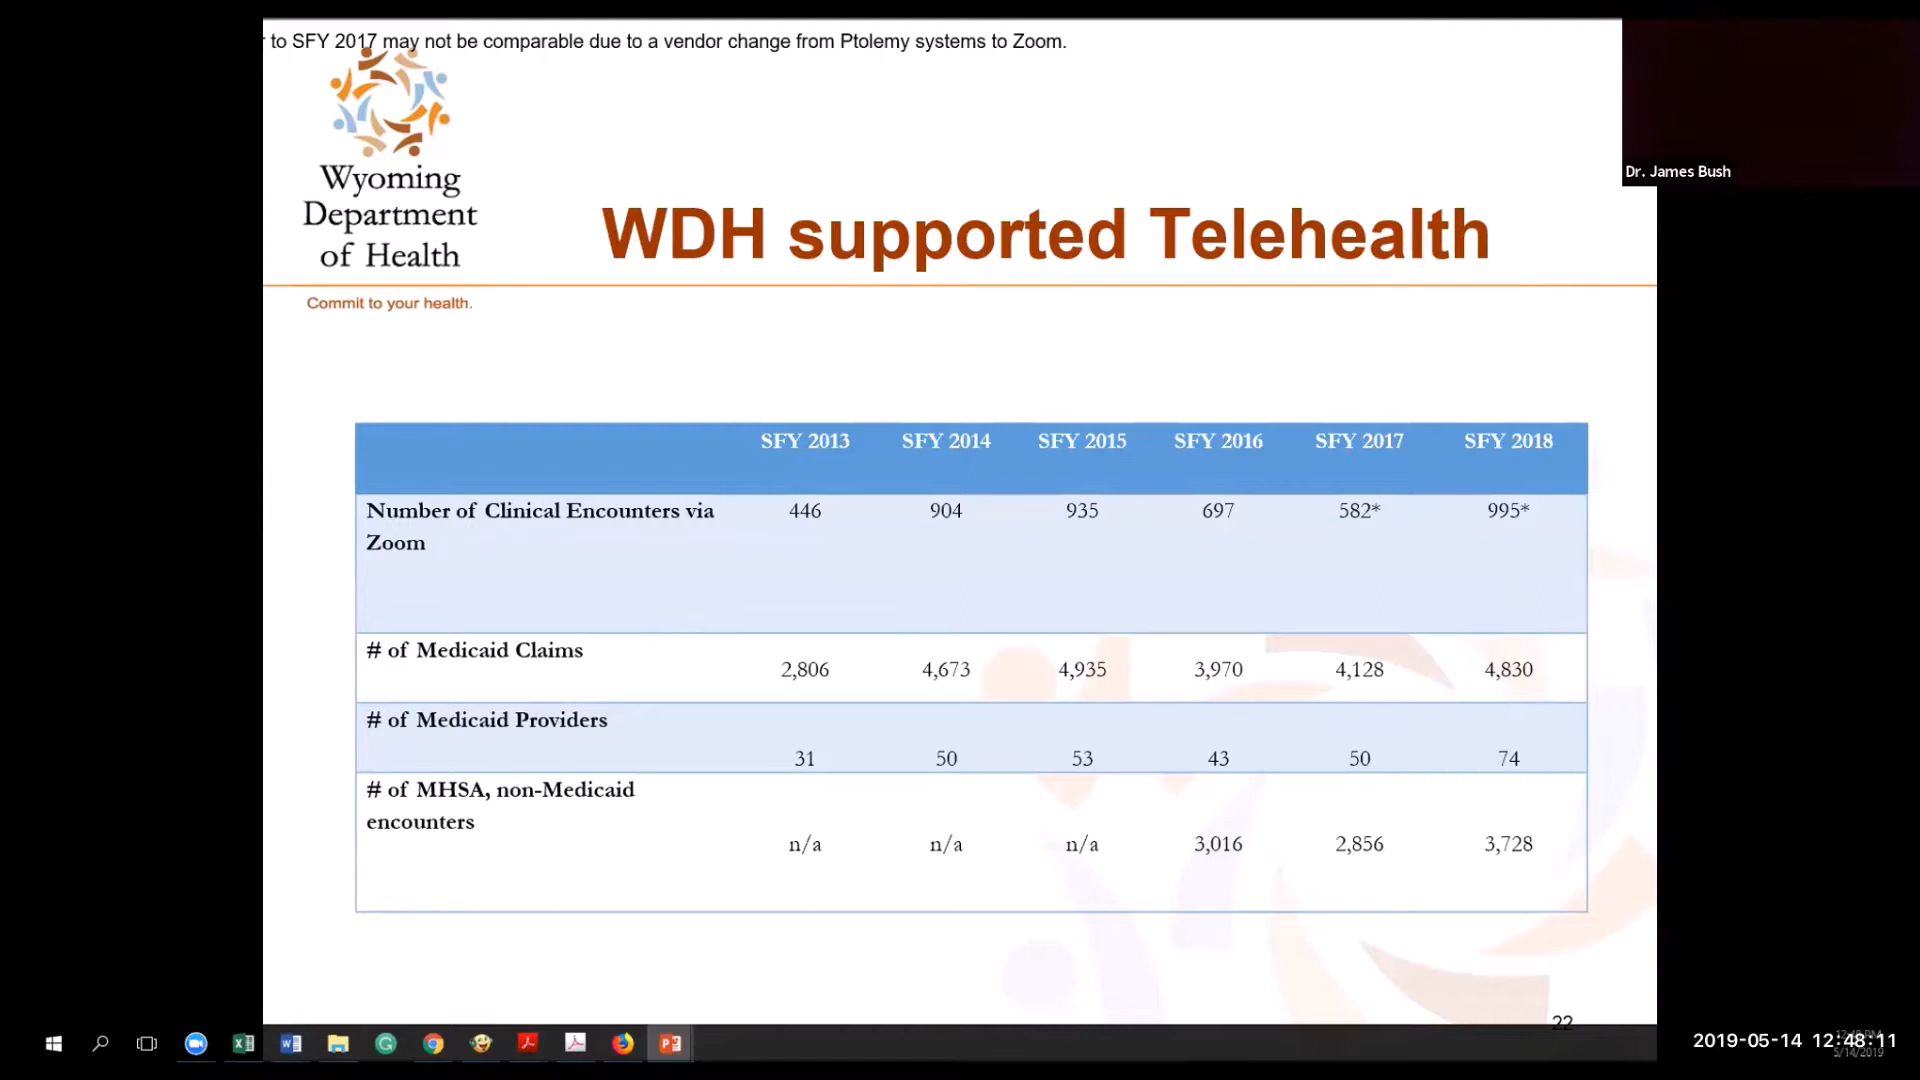 to SFY 2017 may not be comparable due to a vendor change from Ptolemy systems to Zoom.
Wyoming
Department
of Health
Commit to your health.
Dr. James Bush
WDH supported Telehealth
SFY 2013 SFY 2014 SFY 2015 SFY 2016 SFY 2017 SFY 2018
Number of Clinical Encounters via 446 904 935 697 582* 995*
Zoom
# of Medicaid Claims
2,806 4,673 4,935 3,970 4,128 4,830
# of Medicaid Providers
31 50 53 43 50 74
# of MHSA, non-Medicaid
encounters
n/a n/a n/a 3,016 2,856 3,728
22
2019-05-14 12:48:11
5/14/2019